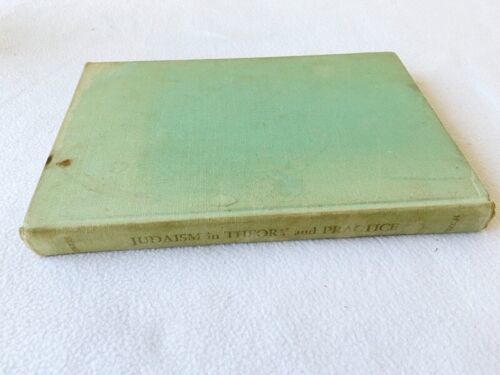 JUDAISM in THEORY and PRACTICE